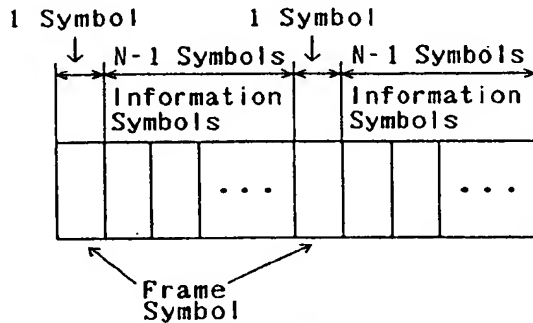 1 Symbol 1 Symbol
N-1 Symbols N-1 Symbols
Information Information
Symbols Symbols
··· ···
Frame
Symbol